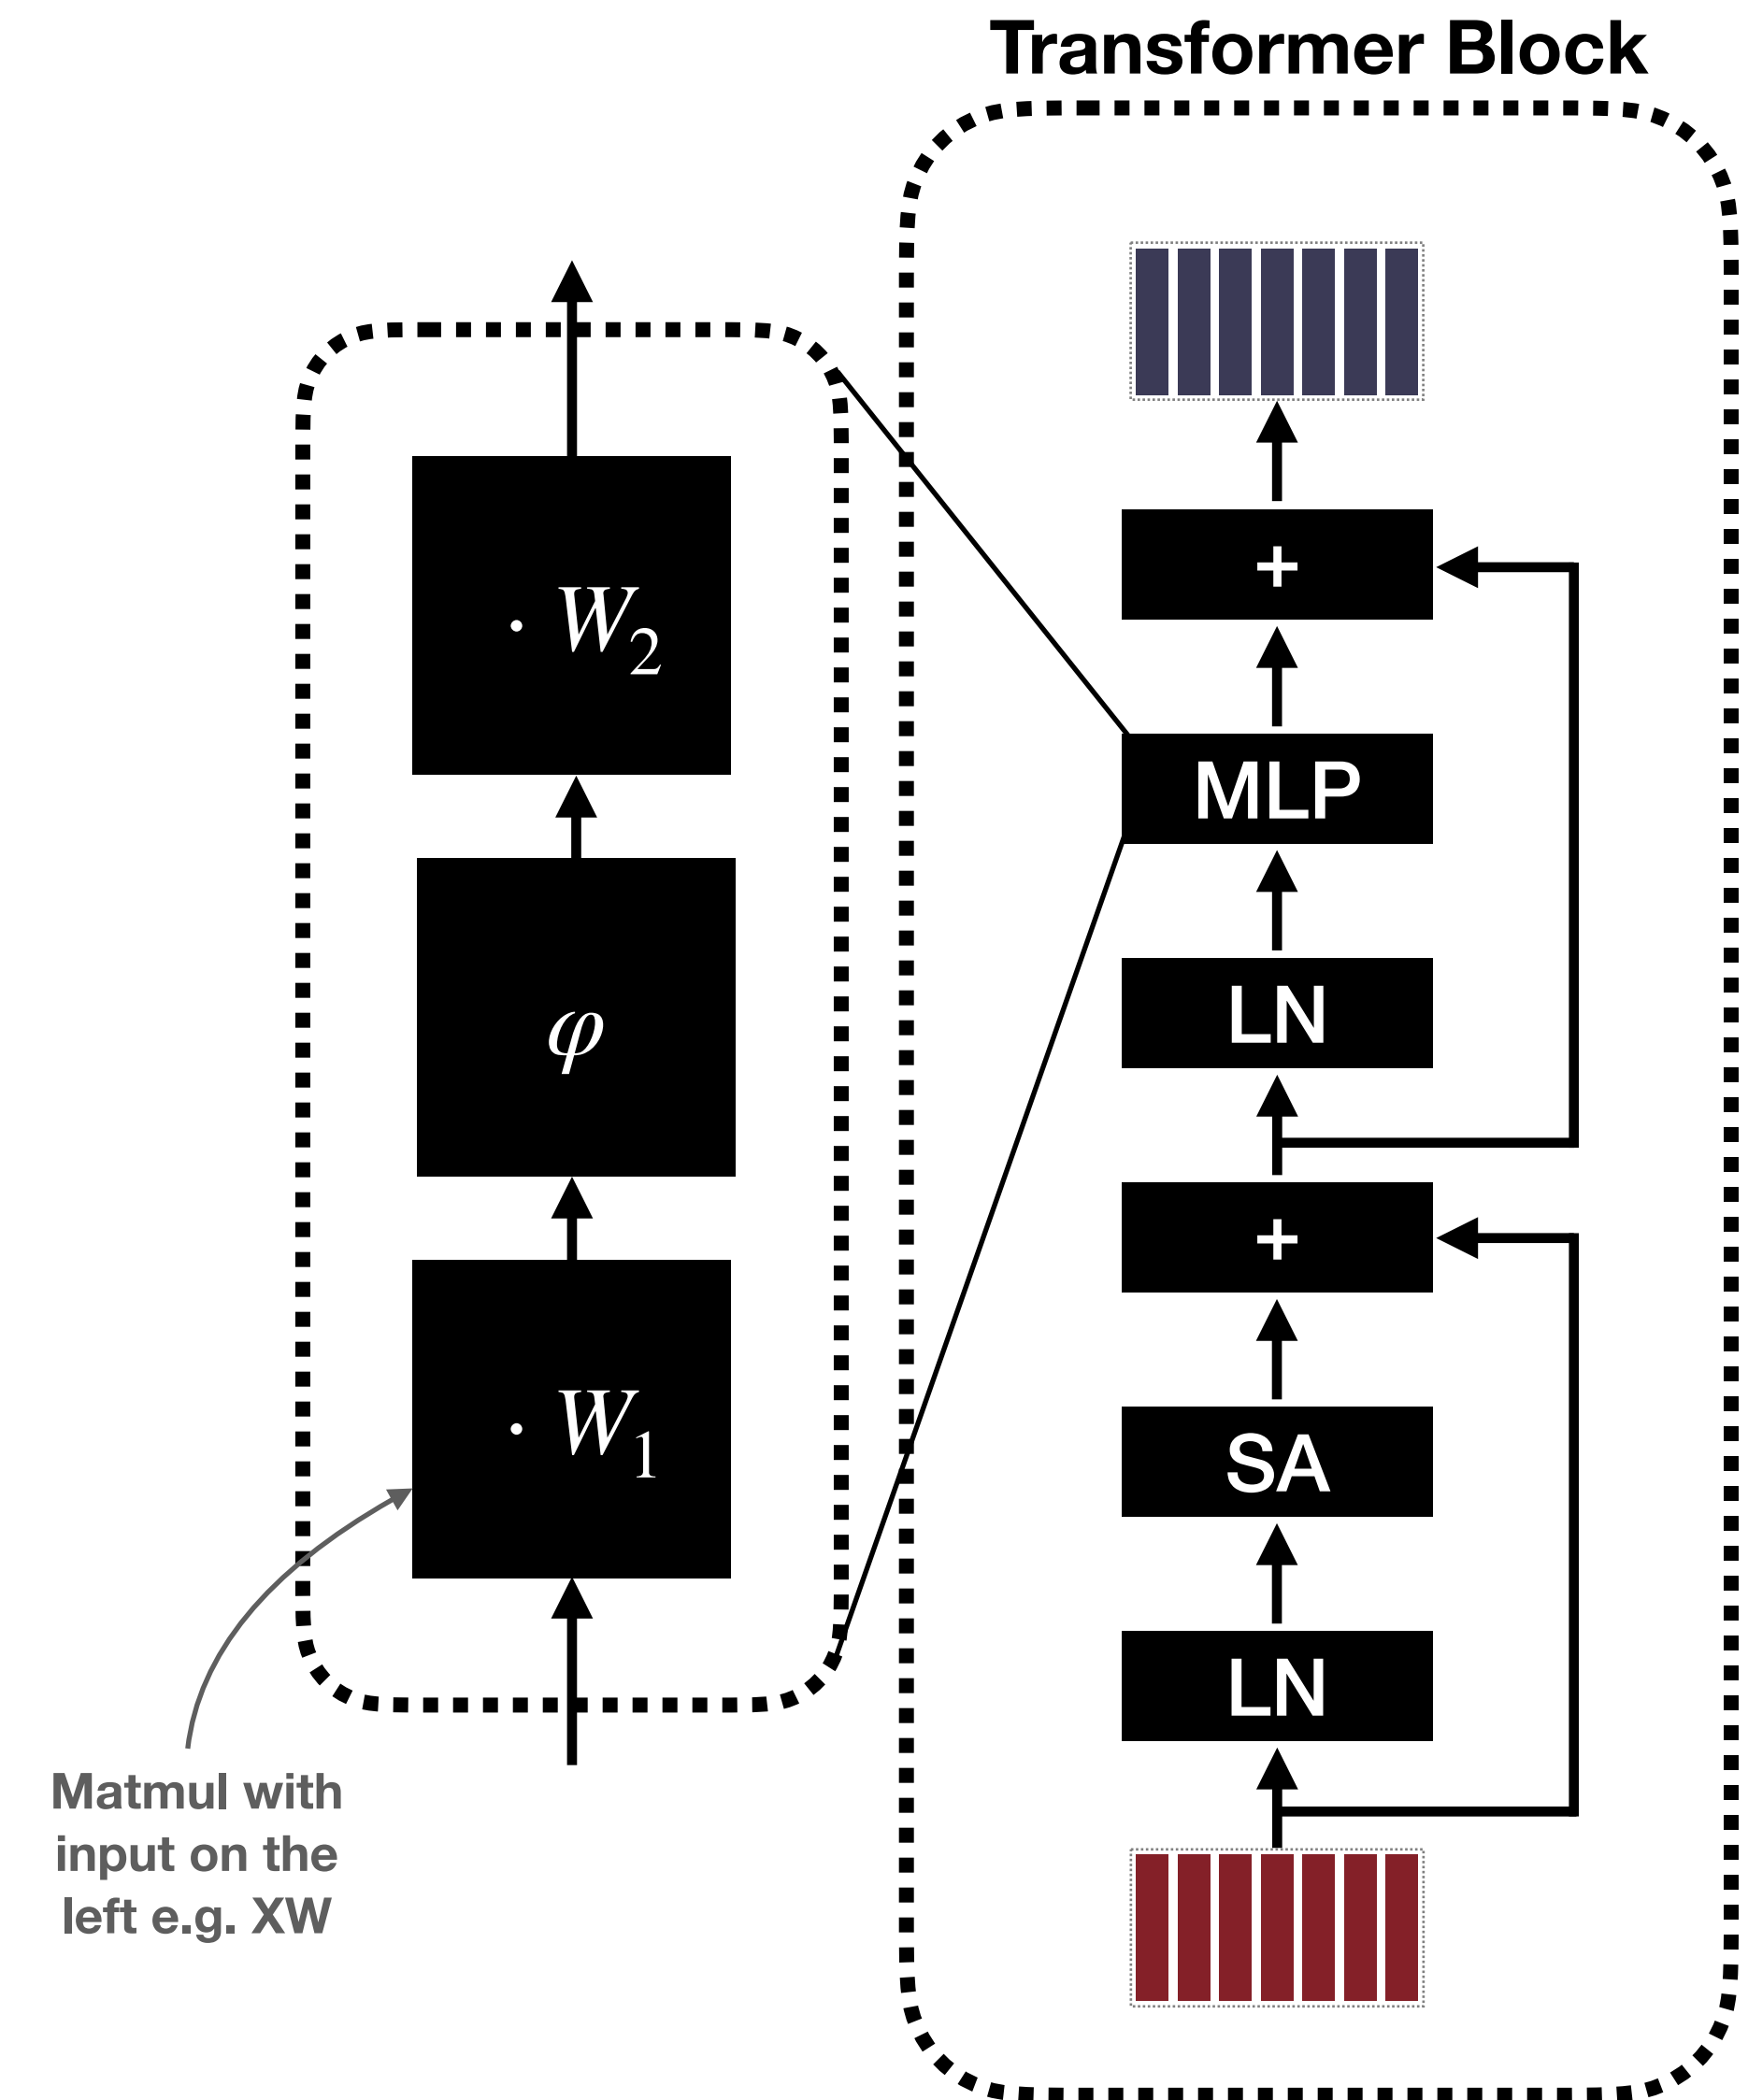 Transformer Block
+
MLP
LN
+
SA
LN
· W₂
φ
· W₁
Matmul with
input on the
left e.g. XW